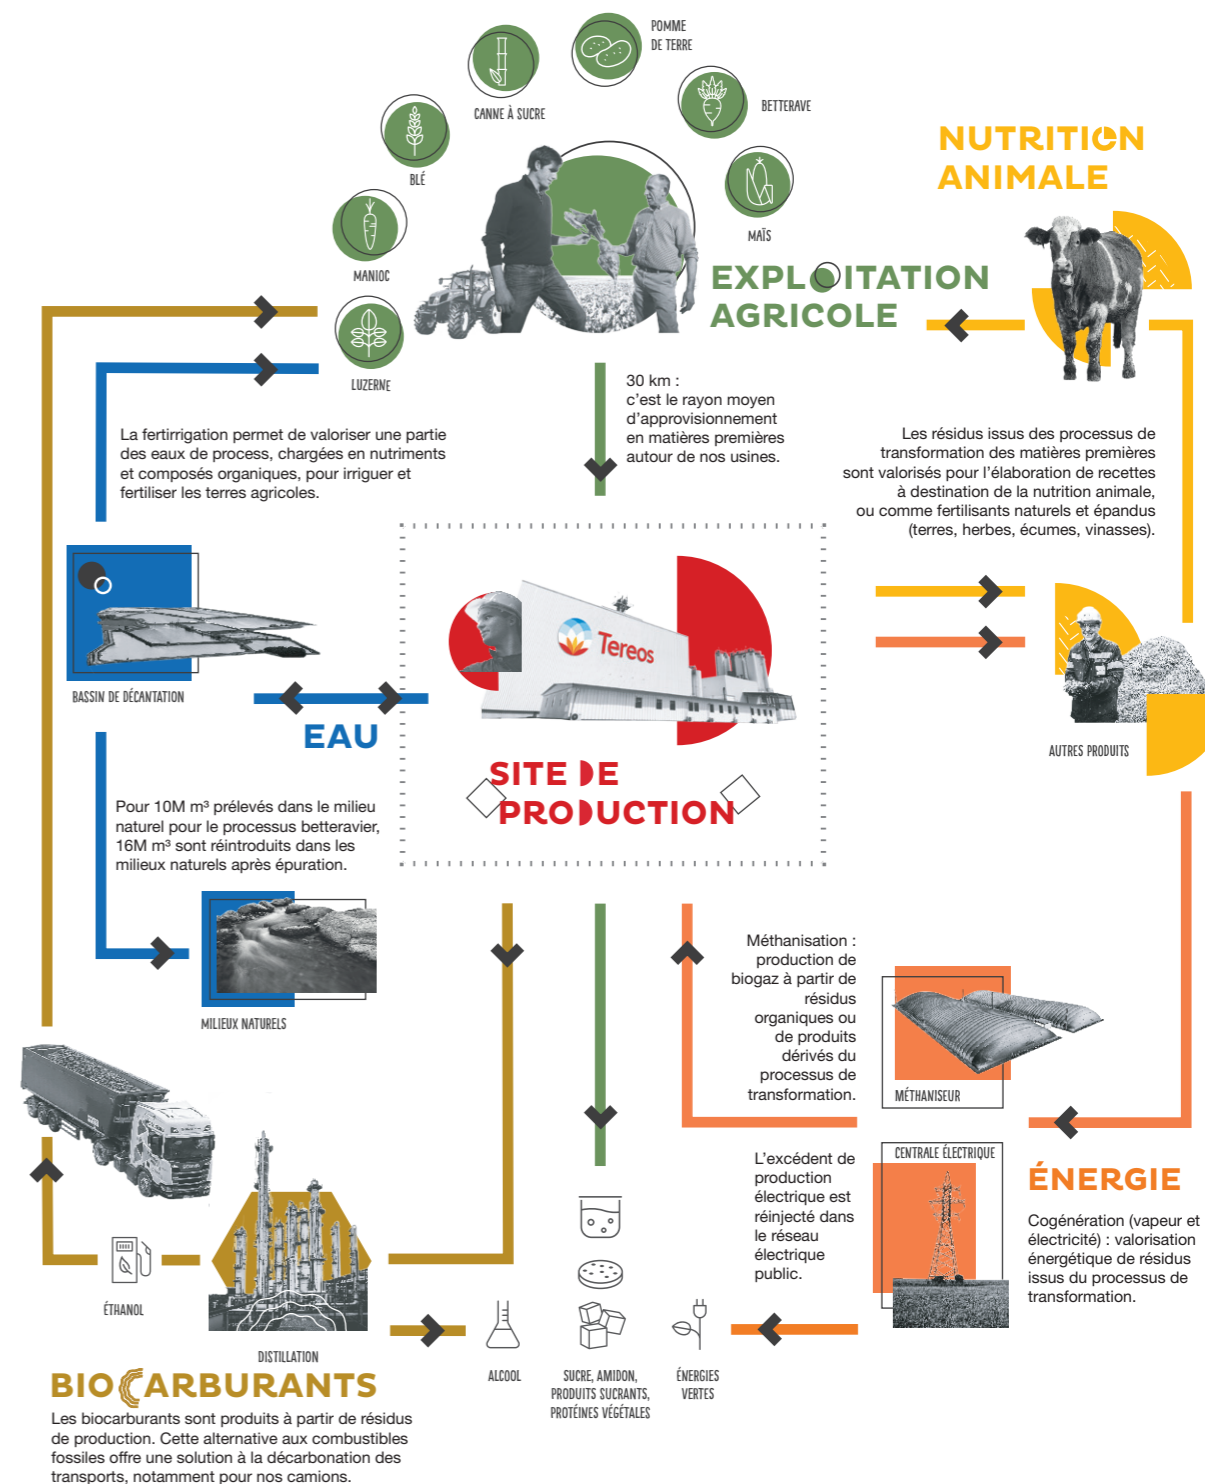 POMME
DE TERRE
CANNE À SUCRE
BETTERAVE
BLÉ
MAÏS
MANIOC
LUZERNE
NUTRITION
ANIMALE
EXPLOITATION
AGRICOLE
30 km :
c'est le rayon moyen
d'approvisionnement
en matières premières
autour de nos usines.
La fertirrigation permet de valoriser une partie
des eaux de process, chargées en nutriments
et composés organiques, pour irriguer et
fertiliser les terres agricoles.
Les résidus issus des processus de
transformation des matières premières
sont valorisés pour l'élaboration de recettes
à destination de la nutrition animale,
ou comme fertilisants naturels et épandus
(terres, herbes, écumes, vinasses).
Tereos
BASSIN DE DÉCANTATION
EAU
SITE DE
PRODUCTION
AUTRES PRODUITS
Pour 10M m³ prélevés dans le milieu
naturel pour le processus betteravier,
16M m³ sont réintroduits dans les
milieux naturels après épuration.
MILIEUX NATURELS
Méthanisation :
production de
biogaz à partir de
résidus
organiques ou
de produits
dérivés du
processus de
transformation.
MÉTHANISEUR
CENTRALE ÉLECTRIQUE
L'excédent de
production
électrique est
réinjecté dans
le réseau
électrique
public.
ÉNERGIE
Cogénération (vapeur et
électricité) : valorisation
énergétique de résidus
issus du processus de
transformation.
ÉTHANOL
DISTILLATION
ALCOOL
SUCRE, AMIDON,
PRODUITS SUCRANTS,
PROTÉINES VÉGÉTALES
ÉNERGIES
VERTES
BIOCARBURANTS
Les biocarburants sont produits à partir de résidus
de production. Cette alternative aux combustibles
fossiles offre une solution à la décarbonation des
transports, notamment pour nos camions.